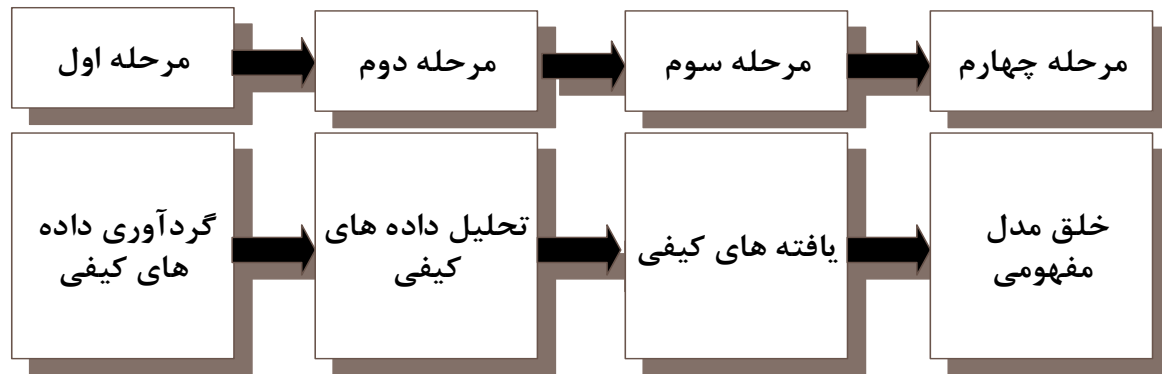 مرحله اول
مرحله دوم
مرحله سوم
مرحله چهارم
گردآوری داده
های کیفی
تحلیل داده های
کیفی
یافته های کیفی
خلق مدل
مفهومی